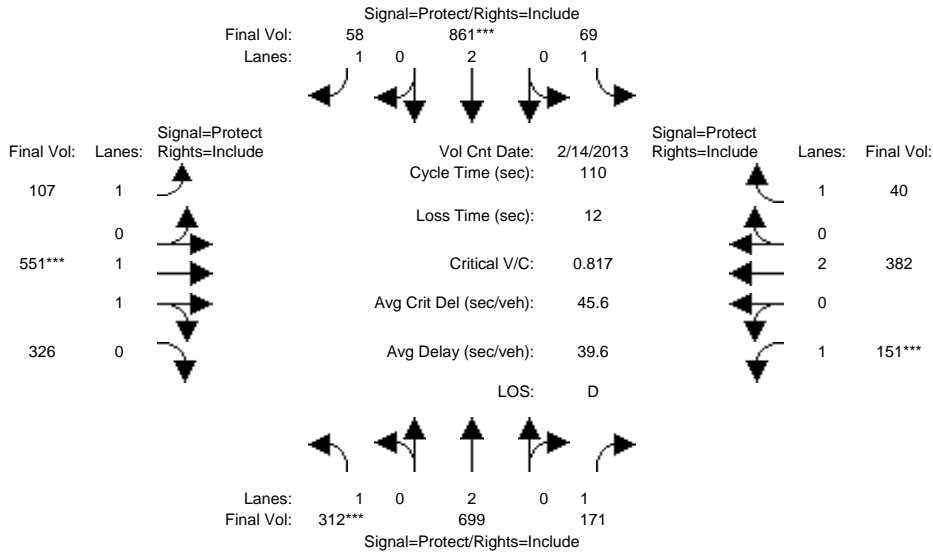 Signal=Protect/Rights=Include
Final Vol: 58 861*** 69
Lanes: 1 0 2 0 1
Signal=Protect Signal=Protect
Final Vol: Lanes: Rights=Include Vol Cnt Date: 2/14/2013 Rights=Include Lanes: Final Vol:
Cycle Time (sec): 110
107 1 1 40
Loss Time (sec): 12
0 0
551*** 1 Critical V/C: 0.817 2 382
1 Avg Crit Del (sec/veh): 45.6 0
326 0 Avg Delay (sec/veh): 39.6 1 151***
LOS: D
Lanes: 1 0 2 0 1
Final Vol: 312*** 699 171
Signal=Protect/Rights=Include